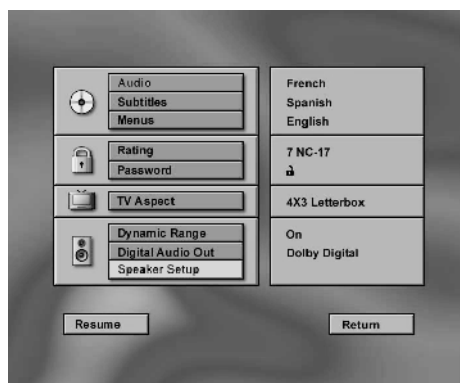 Audio French
Subtitles Spanish
Menus English
Rating 7 NC-17
Password
TV Aspect 4X3 Letterbox
Dynamic Range On
Digital Audio Out Dolby Digital
Speaker Setup
Resume Return